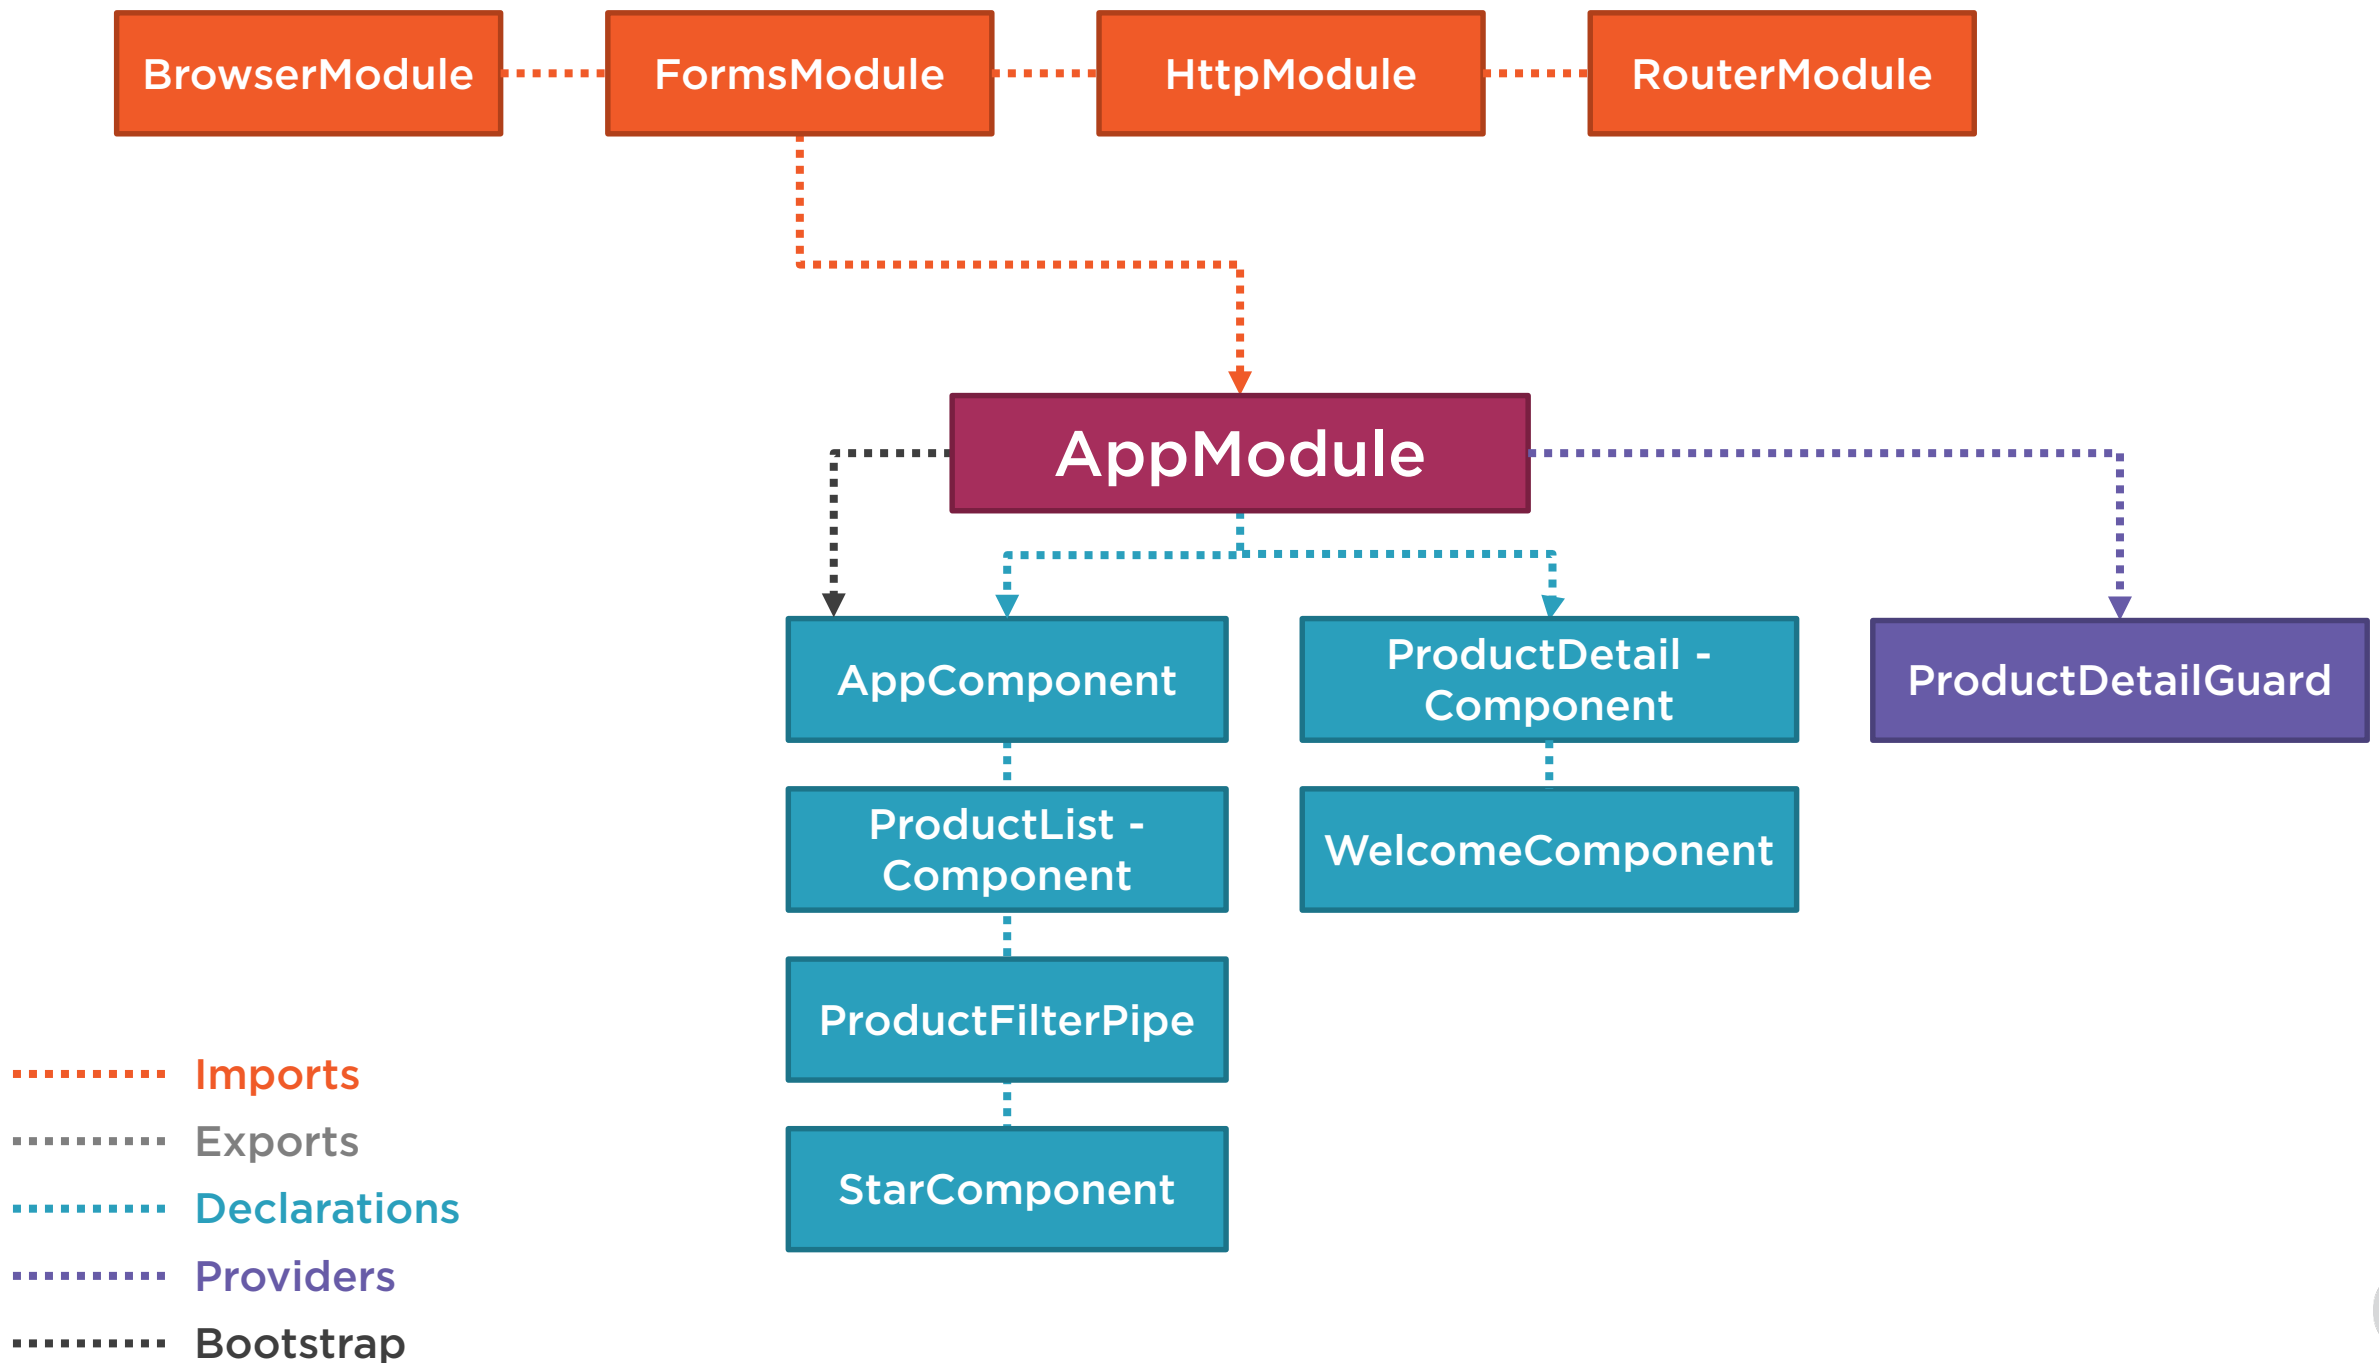 BrowserModule
FormsModule
HttpModule
RouterModule
AppModule
AppComponent
ProductDetail -
Component
ProductDetailGuard
ProductList -
Component
WelcomeComponent
ProductFilterPipe
StarComponent
Imports
Exports
Declarations
Providers
Bootstrap